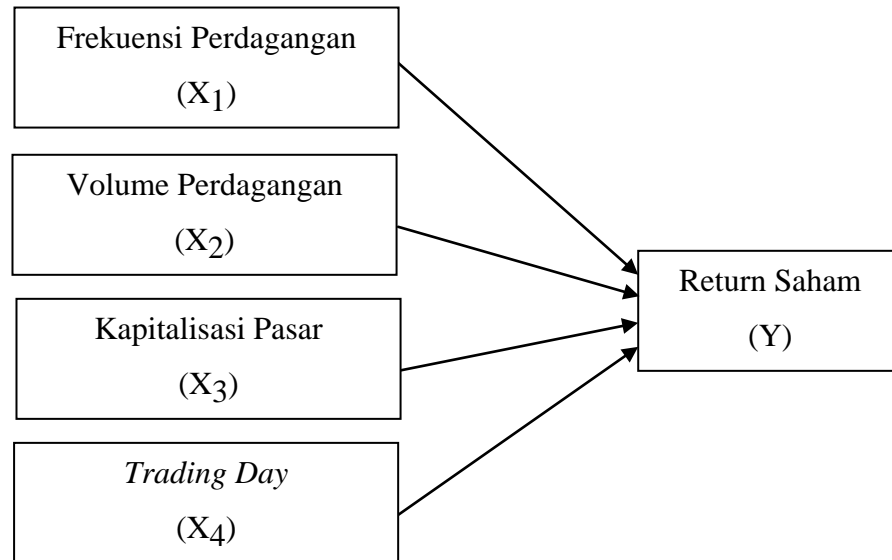 Frekuensi Perdagangan
(X1)
Volume Perdagangan
(X2)
Kapitalisasi Pasar
(X3)
Trading Day
(X4)
Return Saham
(Y)